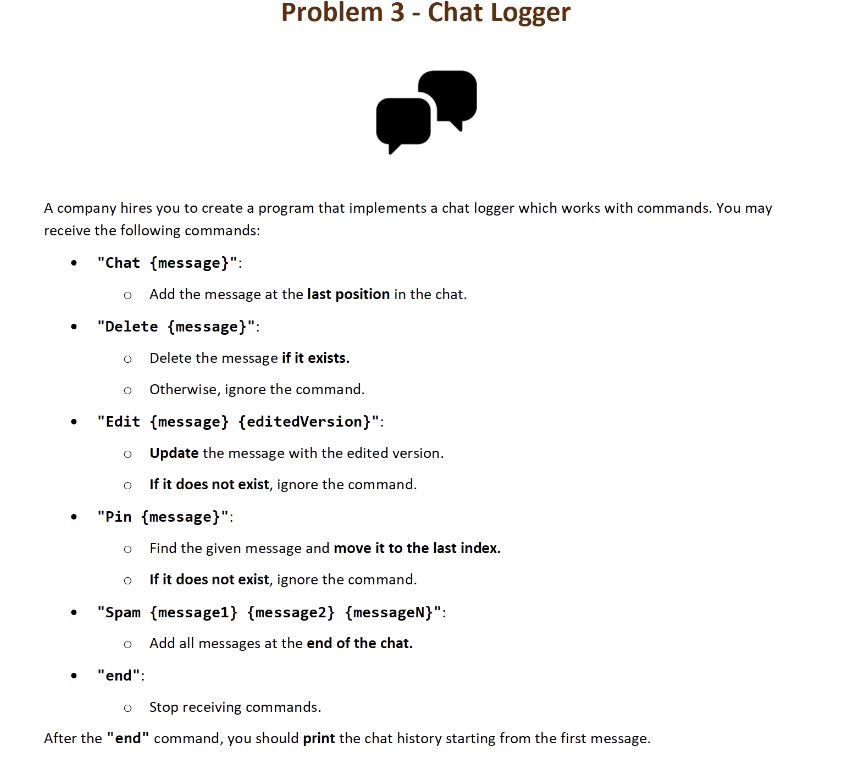 Problem 3 - Chat Logger
A company hires you to create a program that implements a chat logger which works with commands. You may
receive the following commands:
• "Chat {message}":
o Add the message at the last position in the chat.
• "Delete {message}":
o Delete the message if it exists.
o Otherwise, ignore the command.
• "Edit {message} {editedVersion}":
o Update the message with the edited version.
o If it does not exist, ignore the command.
• "Pin {message}":
o Find the given message and move it to the last index.
o If it does not exist, ignore the command.
• "Spam {message1} {message2} {messageN}":
o Add all messages at the end of the chat.
• "end":
o Stop receiving commands.
After the "end" command, you should print the chat history starting from the first message.